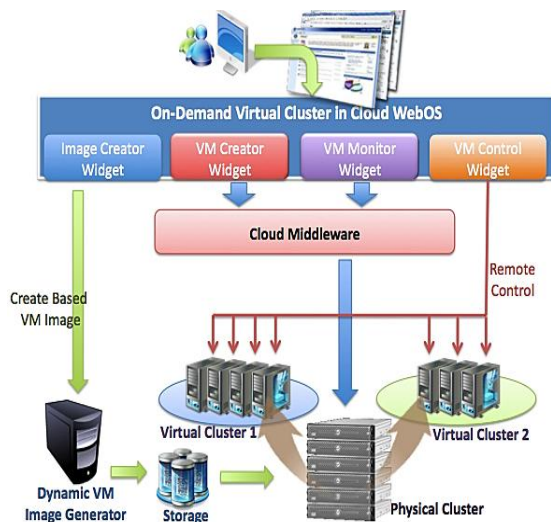 On-Demand Virtual Cluster in Cloud WebOS
Image Creator
Widget
VM Creator
Widget
VM Monitor
Widget
VM Control
Widget
Cloud Middleware
Remote
Control
Create Based
VM Image
Virtual Cluster 1
Virtual Cluster 2
Dynamic VM
Image Generator
Storage
Physical Cluster